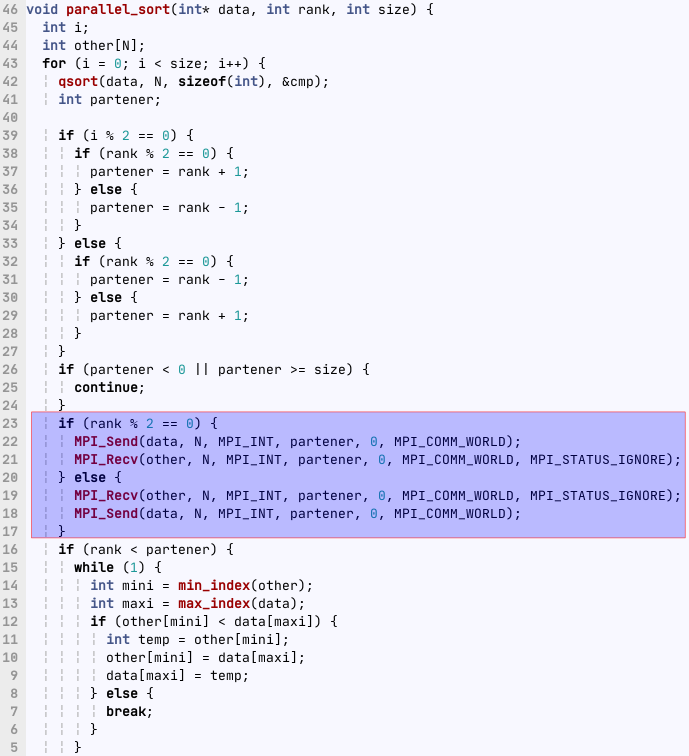 46 void parallel_sort(int* data, int rank, int size) {
45   int i;
44   int other[N];
43   for (i = 0; i < size; i++) {
42     qsort(data, N, sizeof(int), &cmp);
41     int partener;
40
39     if (i % 2 == 0) {
38       if (rank % 2 == 0) {
37         partener = rank + 1;
36       } else {
35         partener = rank - 1;
34       }
33     } else {
32       if (rank % 2 == 0) {
31         partener = rank - 1;
30       } else {
29         partener = rank + 1;
28       }
27     }
26     if (partener < 0 || partener >= size) {
25       continue;
24     }
23     if (rank % 2 == 0) {
22       MPI_Send(data, N, MPI_INT, partener, 0, MPI_COMM_WORLD);
21       MPI_Recv(other, N, MPI_INT, partener, 0, MPI_COMM_WORLD, MPI_STATUS_IGNORE);
20     } else {
19       MPI_Recv(other, N, MPI_INT, partener, 0, MPI_COMM_WORLD, MPI_STATUS_IGNORE);
18       MPI_Send(data, N, MPI_INT, partener, 0, MPI_COMM_WORLD);
17     }
16     if (rank < partener) {
15       while (1) {
14         int mini = min_index(other);
13         int maxi = max_index(data);
12         if (other[mini] < data[maxi]) {
11           int temp = other[mini];
10           other[mini] = data[maxi];
9           data[maxi] = temp;
8         } else {
7           break;
6         }
5       }